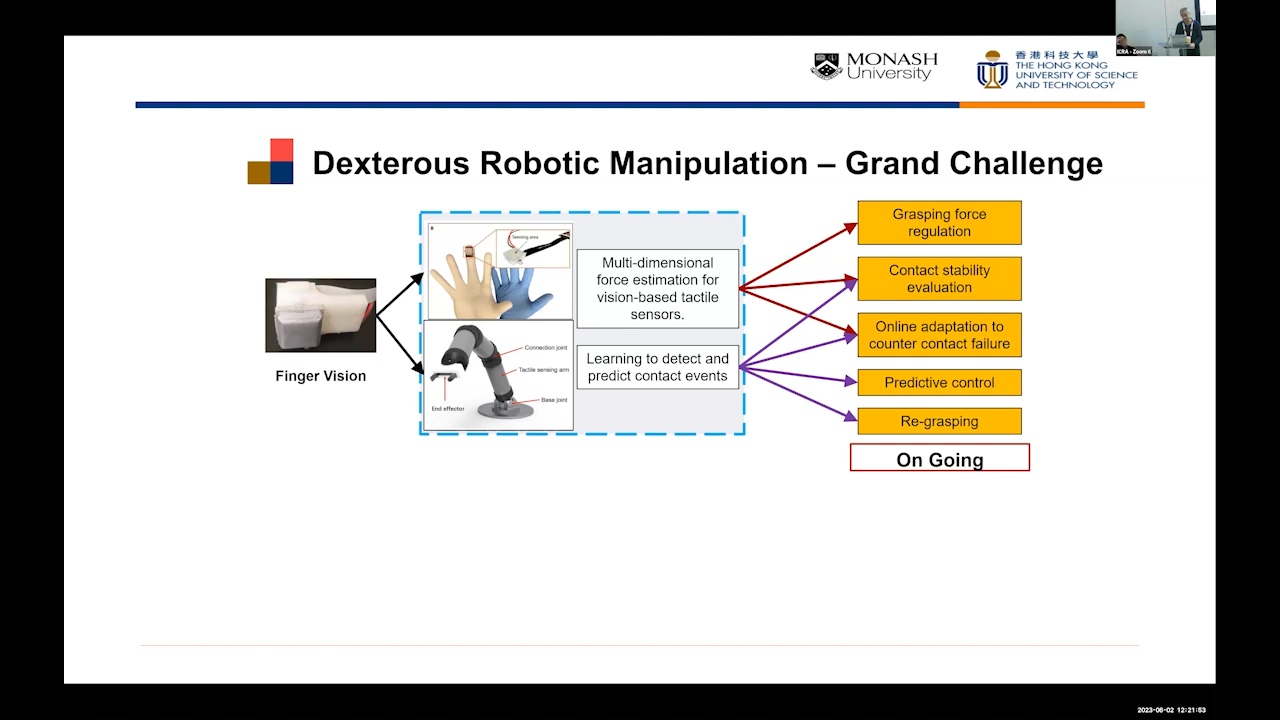 ICRA - Zoom 6
MONASH
University
香港科技大學
THE HONG KONG
UNIVERSITY OF SCIENCE
AND TECHNOLOGY
Dexterous Robotic Manipulation – Grand Challenge
Finger Vision
B
Sensing area
Connection joint
Tactile sensing arm
Base joint
End effector
Multi-dimensional
force estimation for
vision-based tactile
sensors.
Learning to detect and
predict contact events
Grasping force
regulation
Contact stability
evaluation
Online adaptation to
counter contact failure
Predictive control
Re-grasping
On Going
2023-06-02 12:21:53